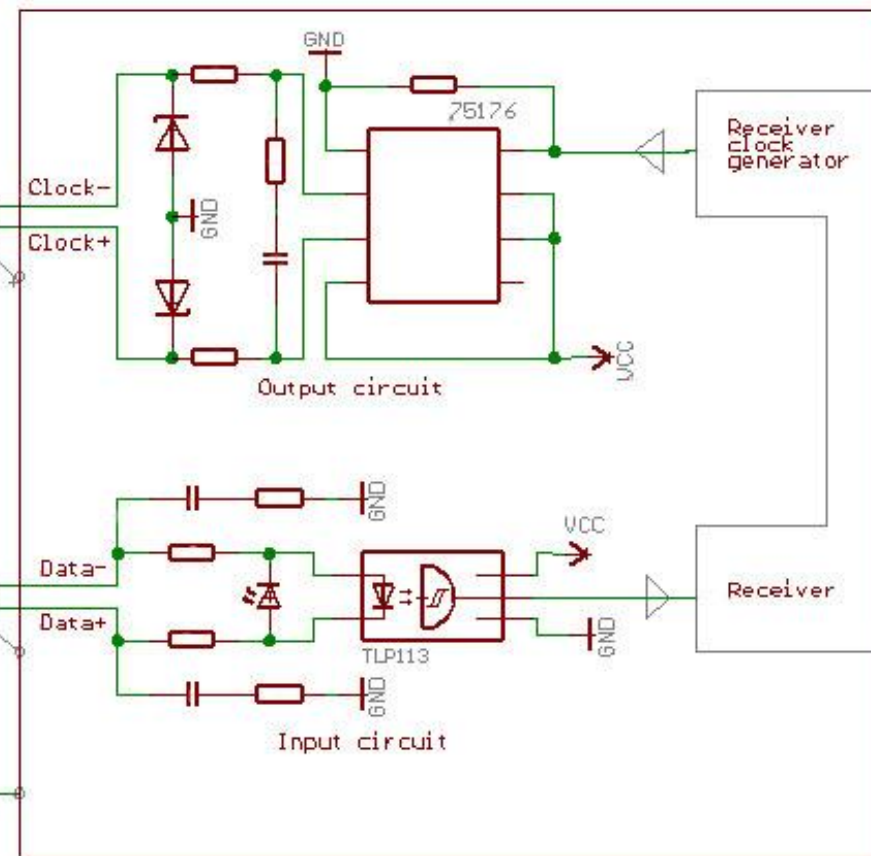 GND
75176
Receiver
clock
generator
Clock-
GND
Clock+
VCC
Output circuit
GND
VCC
Data-
Receiver
Data+
GND
TLP113
GND
Input circuit